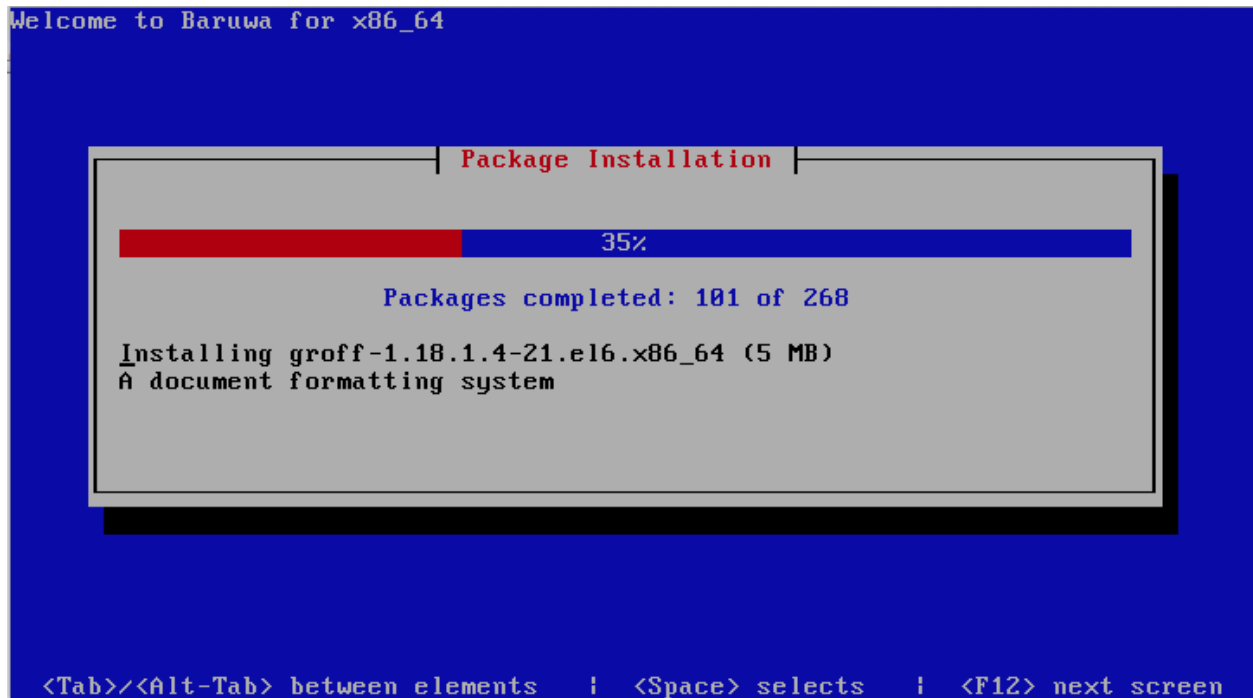 Welcome to Baruwa for x86_64
Package Installation
35%
Packages completed: 101 of 268
Installing groff-1.18.1.4-21.el6.x86_64 (5 MB)
A document formatting system
<Tab>/<Alt-Tab> between elements | <Space> selects | <F12> next screen